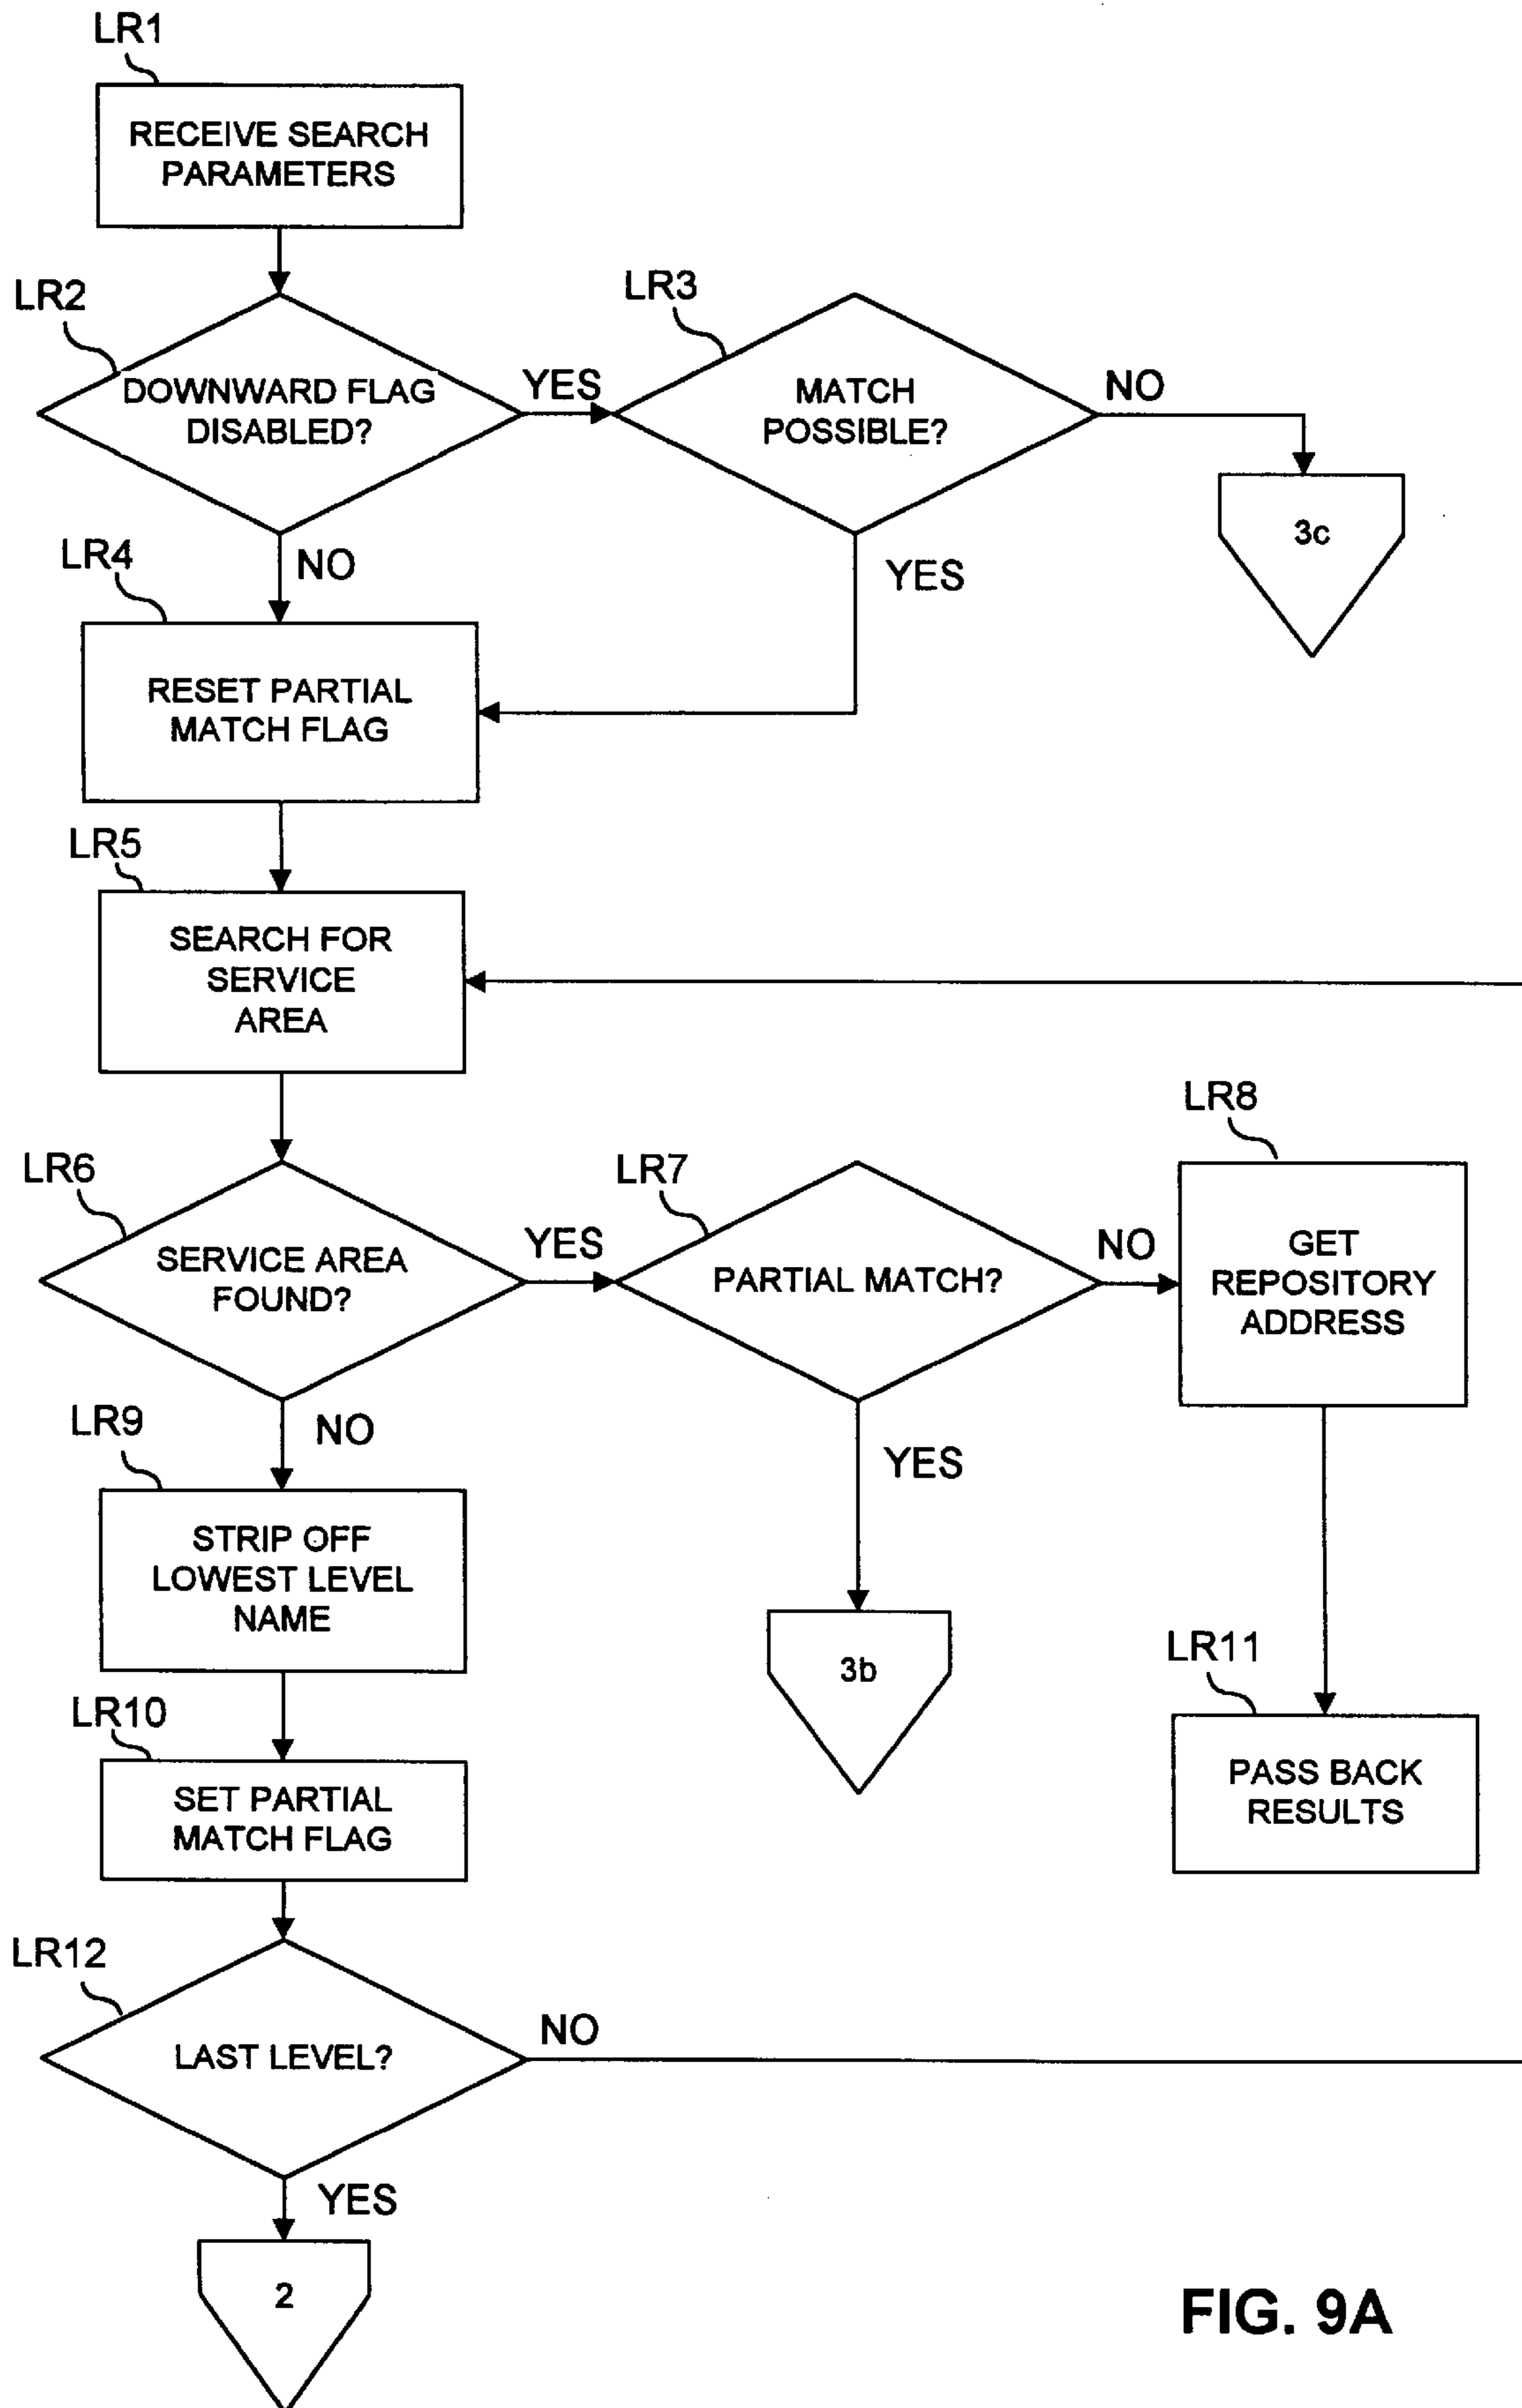 LR1
RECEIVE SEARCH
PARAMETERS
LR2
DOWNWARD FLAG
DISABLED?
YES
LR3
MATCH
POSSIBLE?
NO
3c
NO
YES
LR4
RESET PARTIAL
MATCH FLAG
LR5
SEARCH FOR
SERVICE
AREA
LR6
SERVICE AREA
FOUND?
YES
LR7
PARTIAL MATCH?
NO
LR8
GET
REPOSITORY
ADDRESS
NO
YES
LR9
STRIP OFF
LOWEST LEVEL
NAME
3b
LR10
SET PARTIAL
MATCH FLAG
LR11
PASS BACK
RESULTS
LR12
LAST LEVEL?
NO
YES
2
FIG. 9A